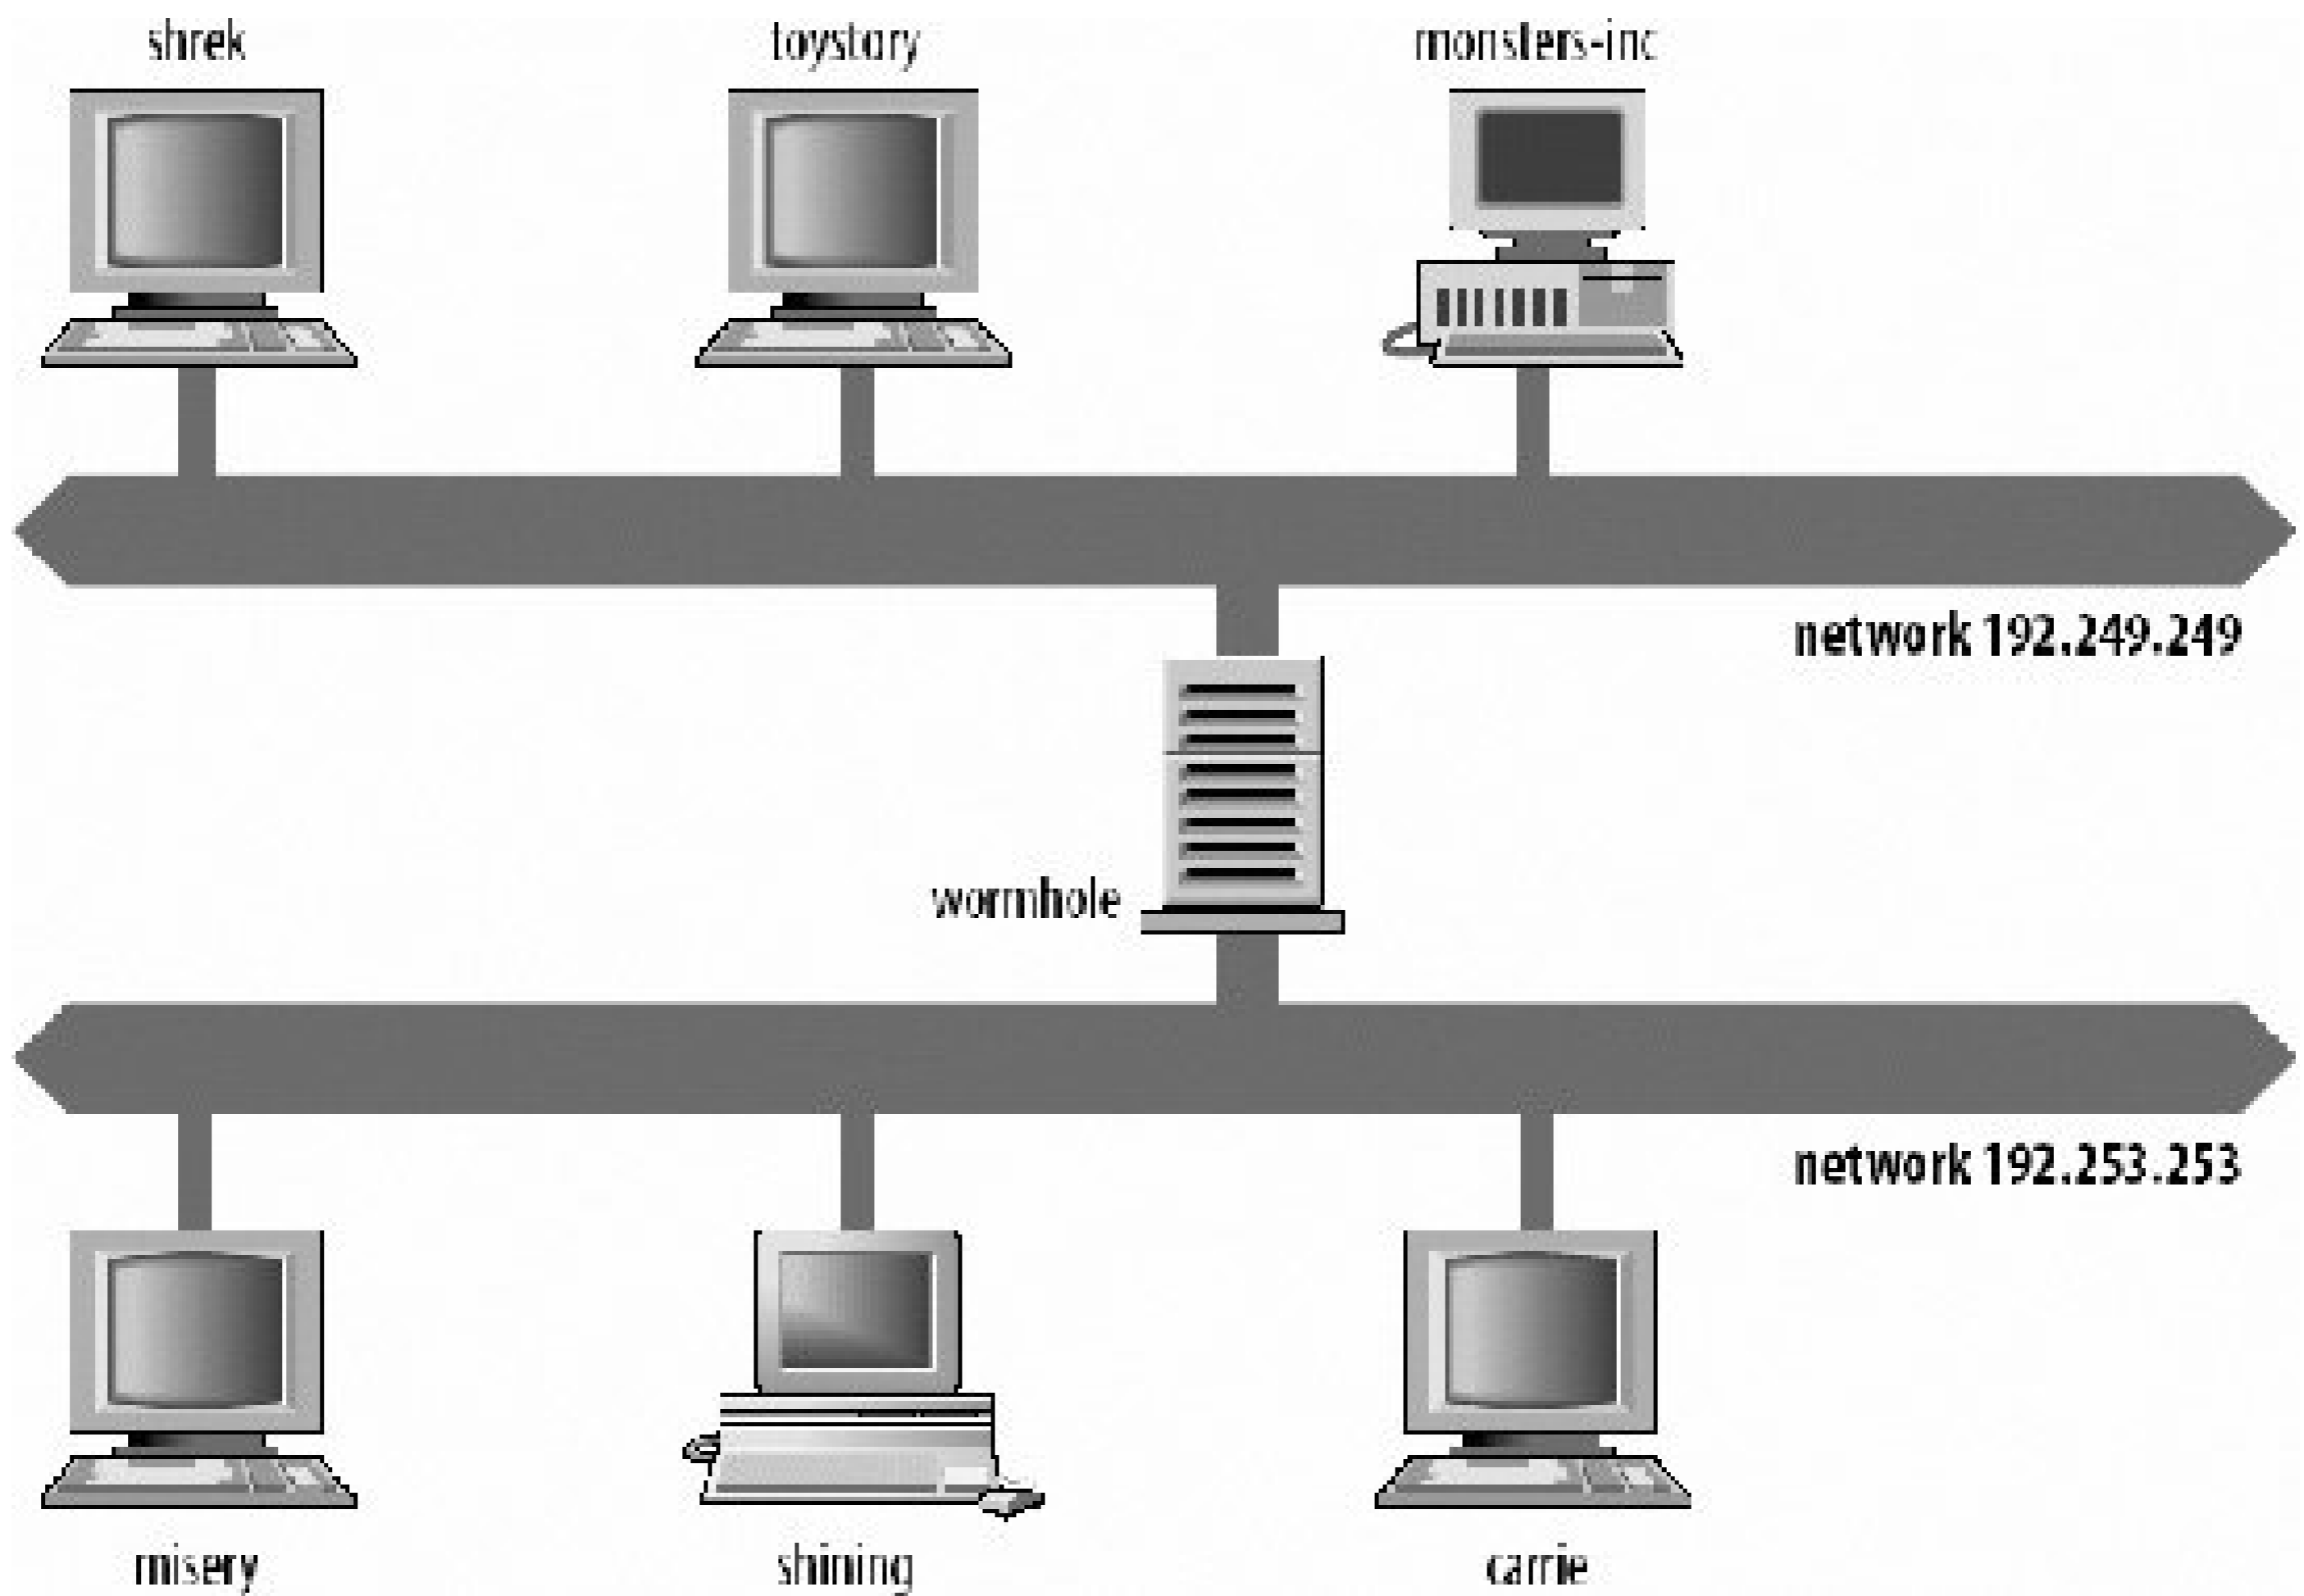 shrek toystory monsters-inc
network 192.249.249
wormhole
network 192.253.253
misery shining carrie